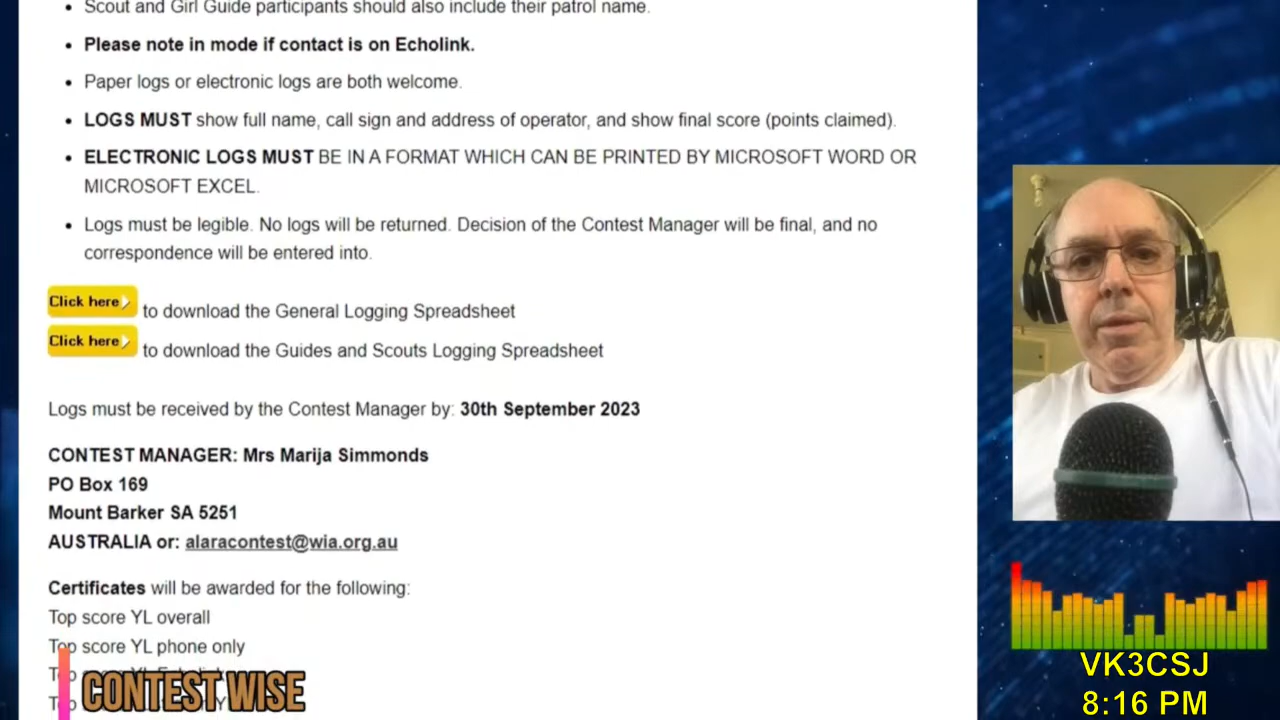 Scout and Girl Guide participants should also include their patrol name.
Please note in mode if contact is on Echolink.
Paper logs or electronic logs are both welcome.
LOGS MUST show full name, call sign and address of operator, and show final score (points claimed).
ELECTRONIC LOGS MUST BE IN A FORMAT WHICH CAN BE PRINTED BY MICROSOFT WORD OR
MICROSOFT EXCEL.
Logs must be legible. No logs will be returned. Decision of the Contest Manager will be final, and no
correspondence will be entered into.
Click here to download the General Logging Spreadsheet
Click here to download the Guides and Scouts Logging Spreadsheet
Logs must be received by the Contest Manager by: 30th September 2023
CONTEST MANAGER: Mrs Marija Simmonds
PO Box 169
Mount Barker SA 5251
AUSTRALIA or: alaracontest@wia.org.au
Certificates will be awarded for the following:
Top score YL overall
Top score YL phone only
CONTEST WISE
VK3CSJ
8:16 PM